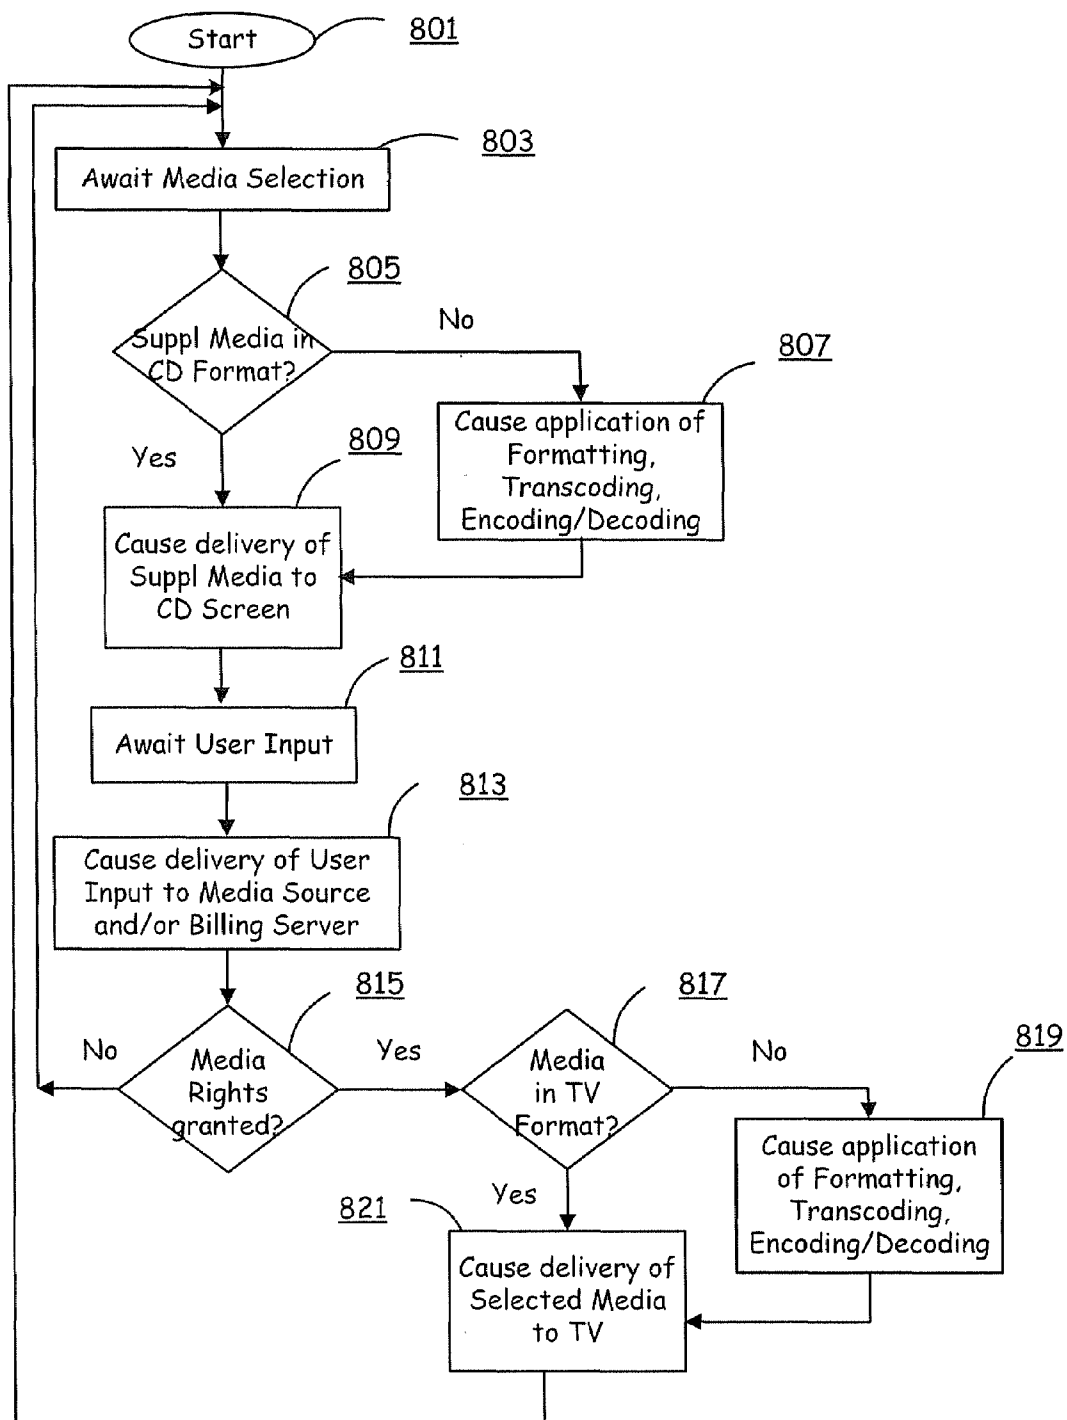 Start
801
803
Await Media Selection
805
Suppl Media in
CD Format?
No
807
Cause application of
Formatting,
Transcoding,
Encoding/Decoding
Yes
809
Cause delivery of
Suppl Media to
CD Screen
811
Await User Input
813
Cause delivery of User
Input to Media Source
and/or Billing Server
815
No
Media
Rights
granted?
Yes
817
Media
in TV
Format?
No
819
Cause application
of Formatting,
Transcoding,
Encoding/Decoding
Yes
821
Cause delivery of
Selected Media
to TV